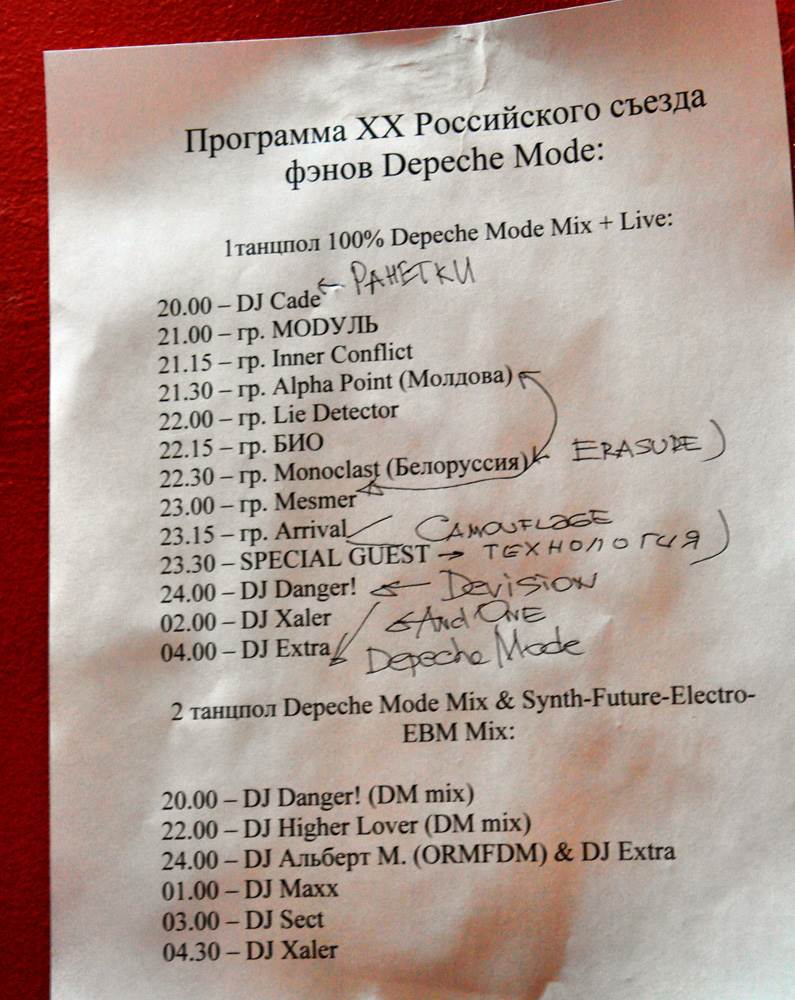 Программа XX Российского съезда
фэнов Depeche Mode:
1танцпол 100% Depeche Mode Mix + Live:
20.00 – DJ Cade ← РАНЕТКИ
21.00 – гр. МОДУЛЬ
21.15 – гр. Inner Conflict
21.30 – гр. Alpha Point (Молдова)
22.00 – гр. Lie Detector
22.15 – гр. БИО
22.30 – гр. Monoclast (Белоруссия) ERASURE)
23.00 – гр. Mesmer
23.15 – гр. Arrival CAMOUFLAGE
23.30 – SPECIAL GUEST → ТЕХНОЛОГИЯ)
24.00 – DJ Danger! ← DEVISION
02.00 – DJ Xaler ← And ONE
04.00 – DJ Extra Depeche Mode
2 танцпол Depeche Mode Mix & Synth-Future-Electro-
EBM Mix:
20.00 – DJ Danger! (DM mix)
22.00 – DJ Higher Lover (DM mix)
24.00 – DJ Альберт М. (ORMFDM) & DJ Extra
01.00 – DJ Maxx
03.00 – DJ Sect
04.30 – DJ Xaler